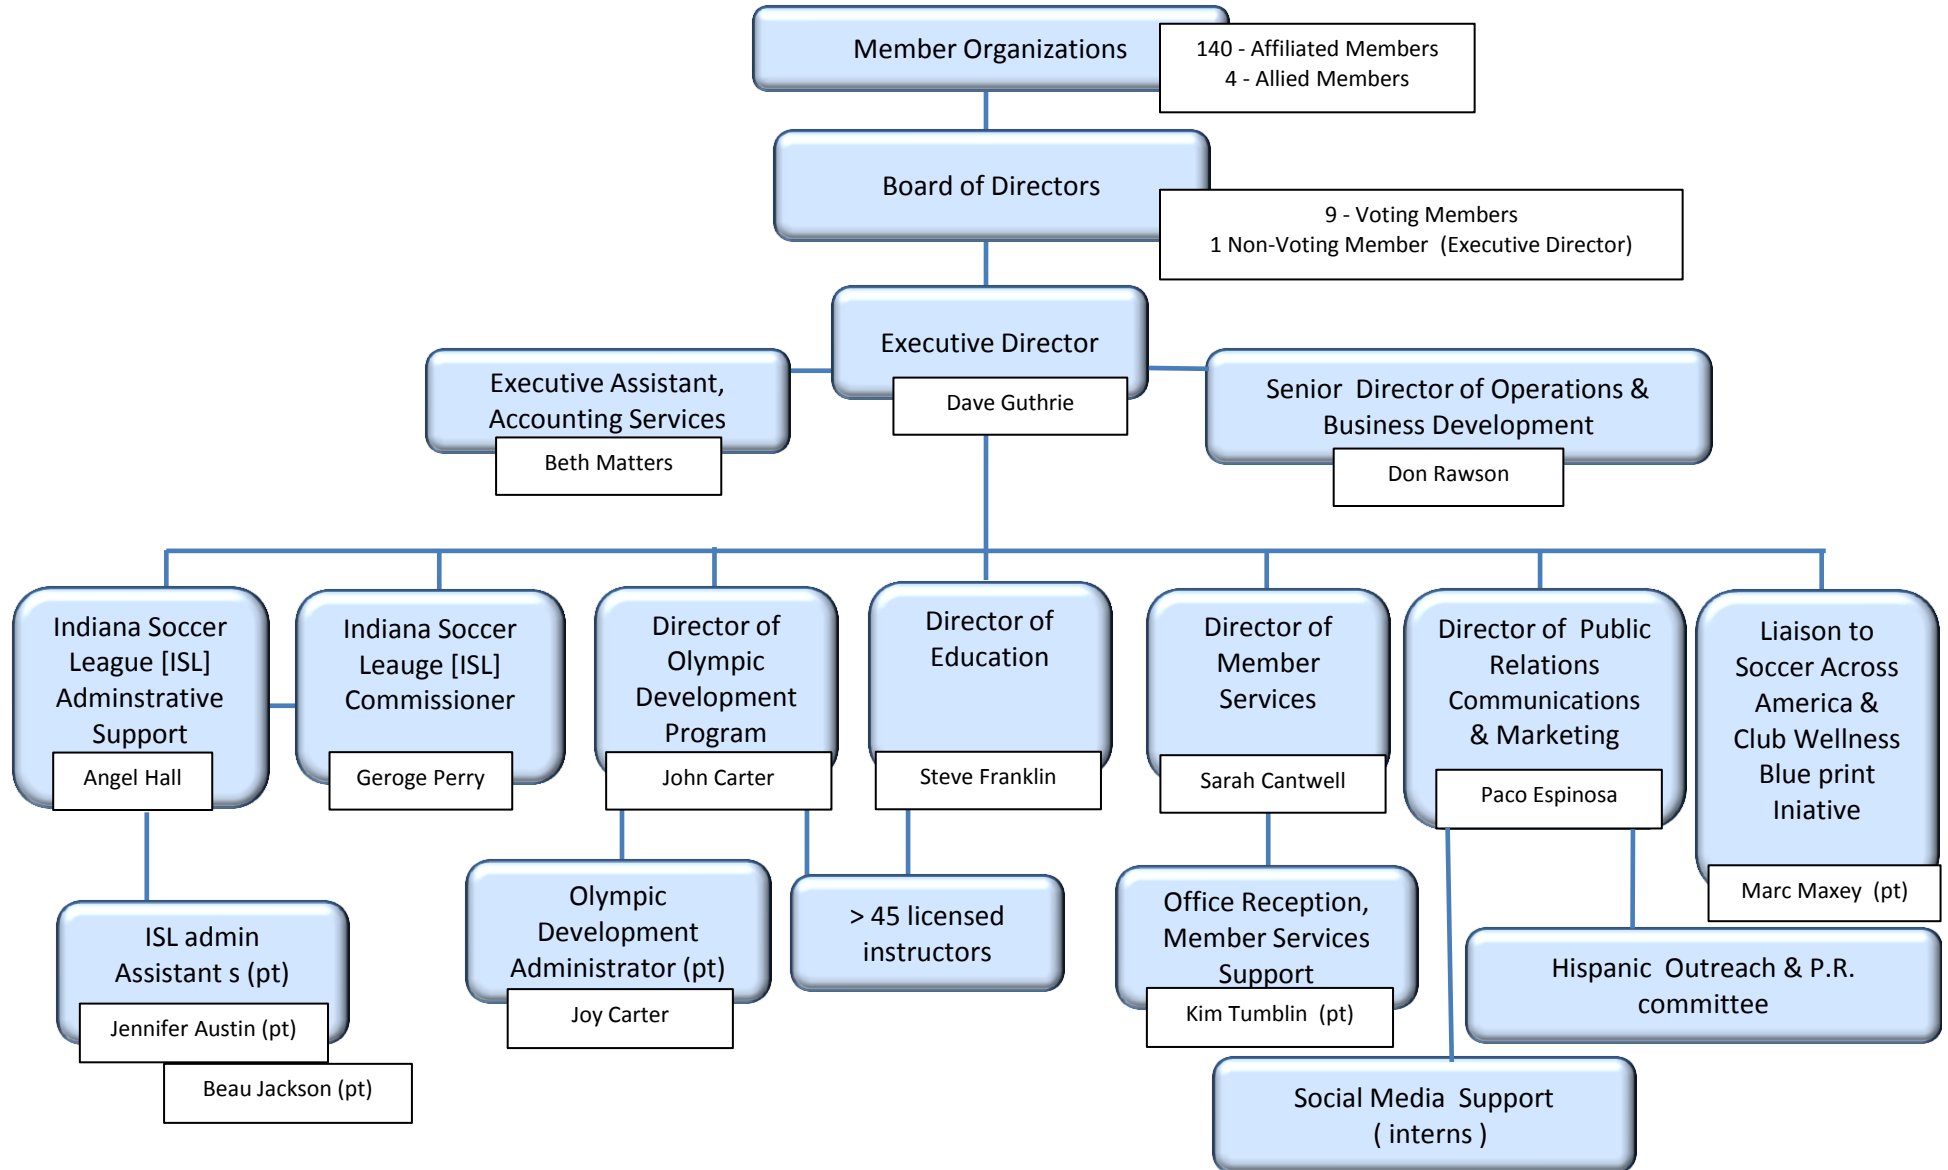 Member Organizations
140 - Affiliated Members
4 - Allied Members
Board of Directors
9 - Voting Members
1 Non-Voting Member (Executive Director)
Executive Director
Dave Guthrie
Executive Assistant,
Accounting Services
Beth Matters
Senior Director of Operations &
Business Development
Don Rawson
Indiana Soccer
League [ISL]
Adminstrative
Support
Angel Hall
Indiana Soccer
Leauge [ISL]
Commissioner
Geroge Perry
Director of
Olympic
Development
Program
John Carter
Director of
Education
Steve Franklin
Director of
Member
Services
Sarah Cantwell
Director of Public
Relations
Communications
& Marketing
Paco Espinosa
Liaison to
Soccer Across
America &
Club Wellness
Blue print
Iniative
Marc Maxey (pt)
ISL admin
Assistant s (pt)
Jennifer Austin (pt)
Beau Jackson (pt)
Olympic
Development
Administrator (pt)
Joy Carter
> 45 licensed
instructors
Office Reception,
Member Services
Support
Kim Tumblin (pt)
Hispanic Outreach & P.R.
committee
Social Media Support
( interns )